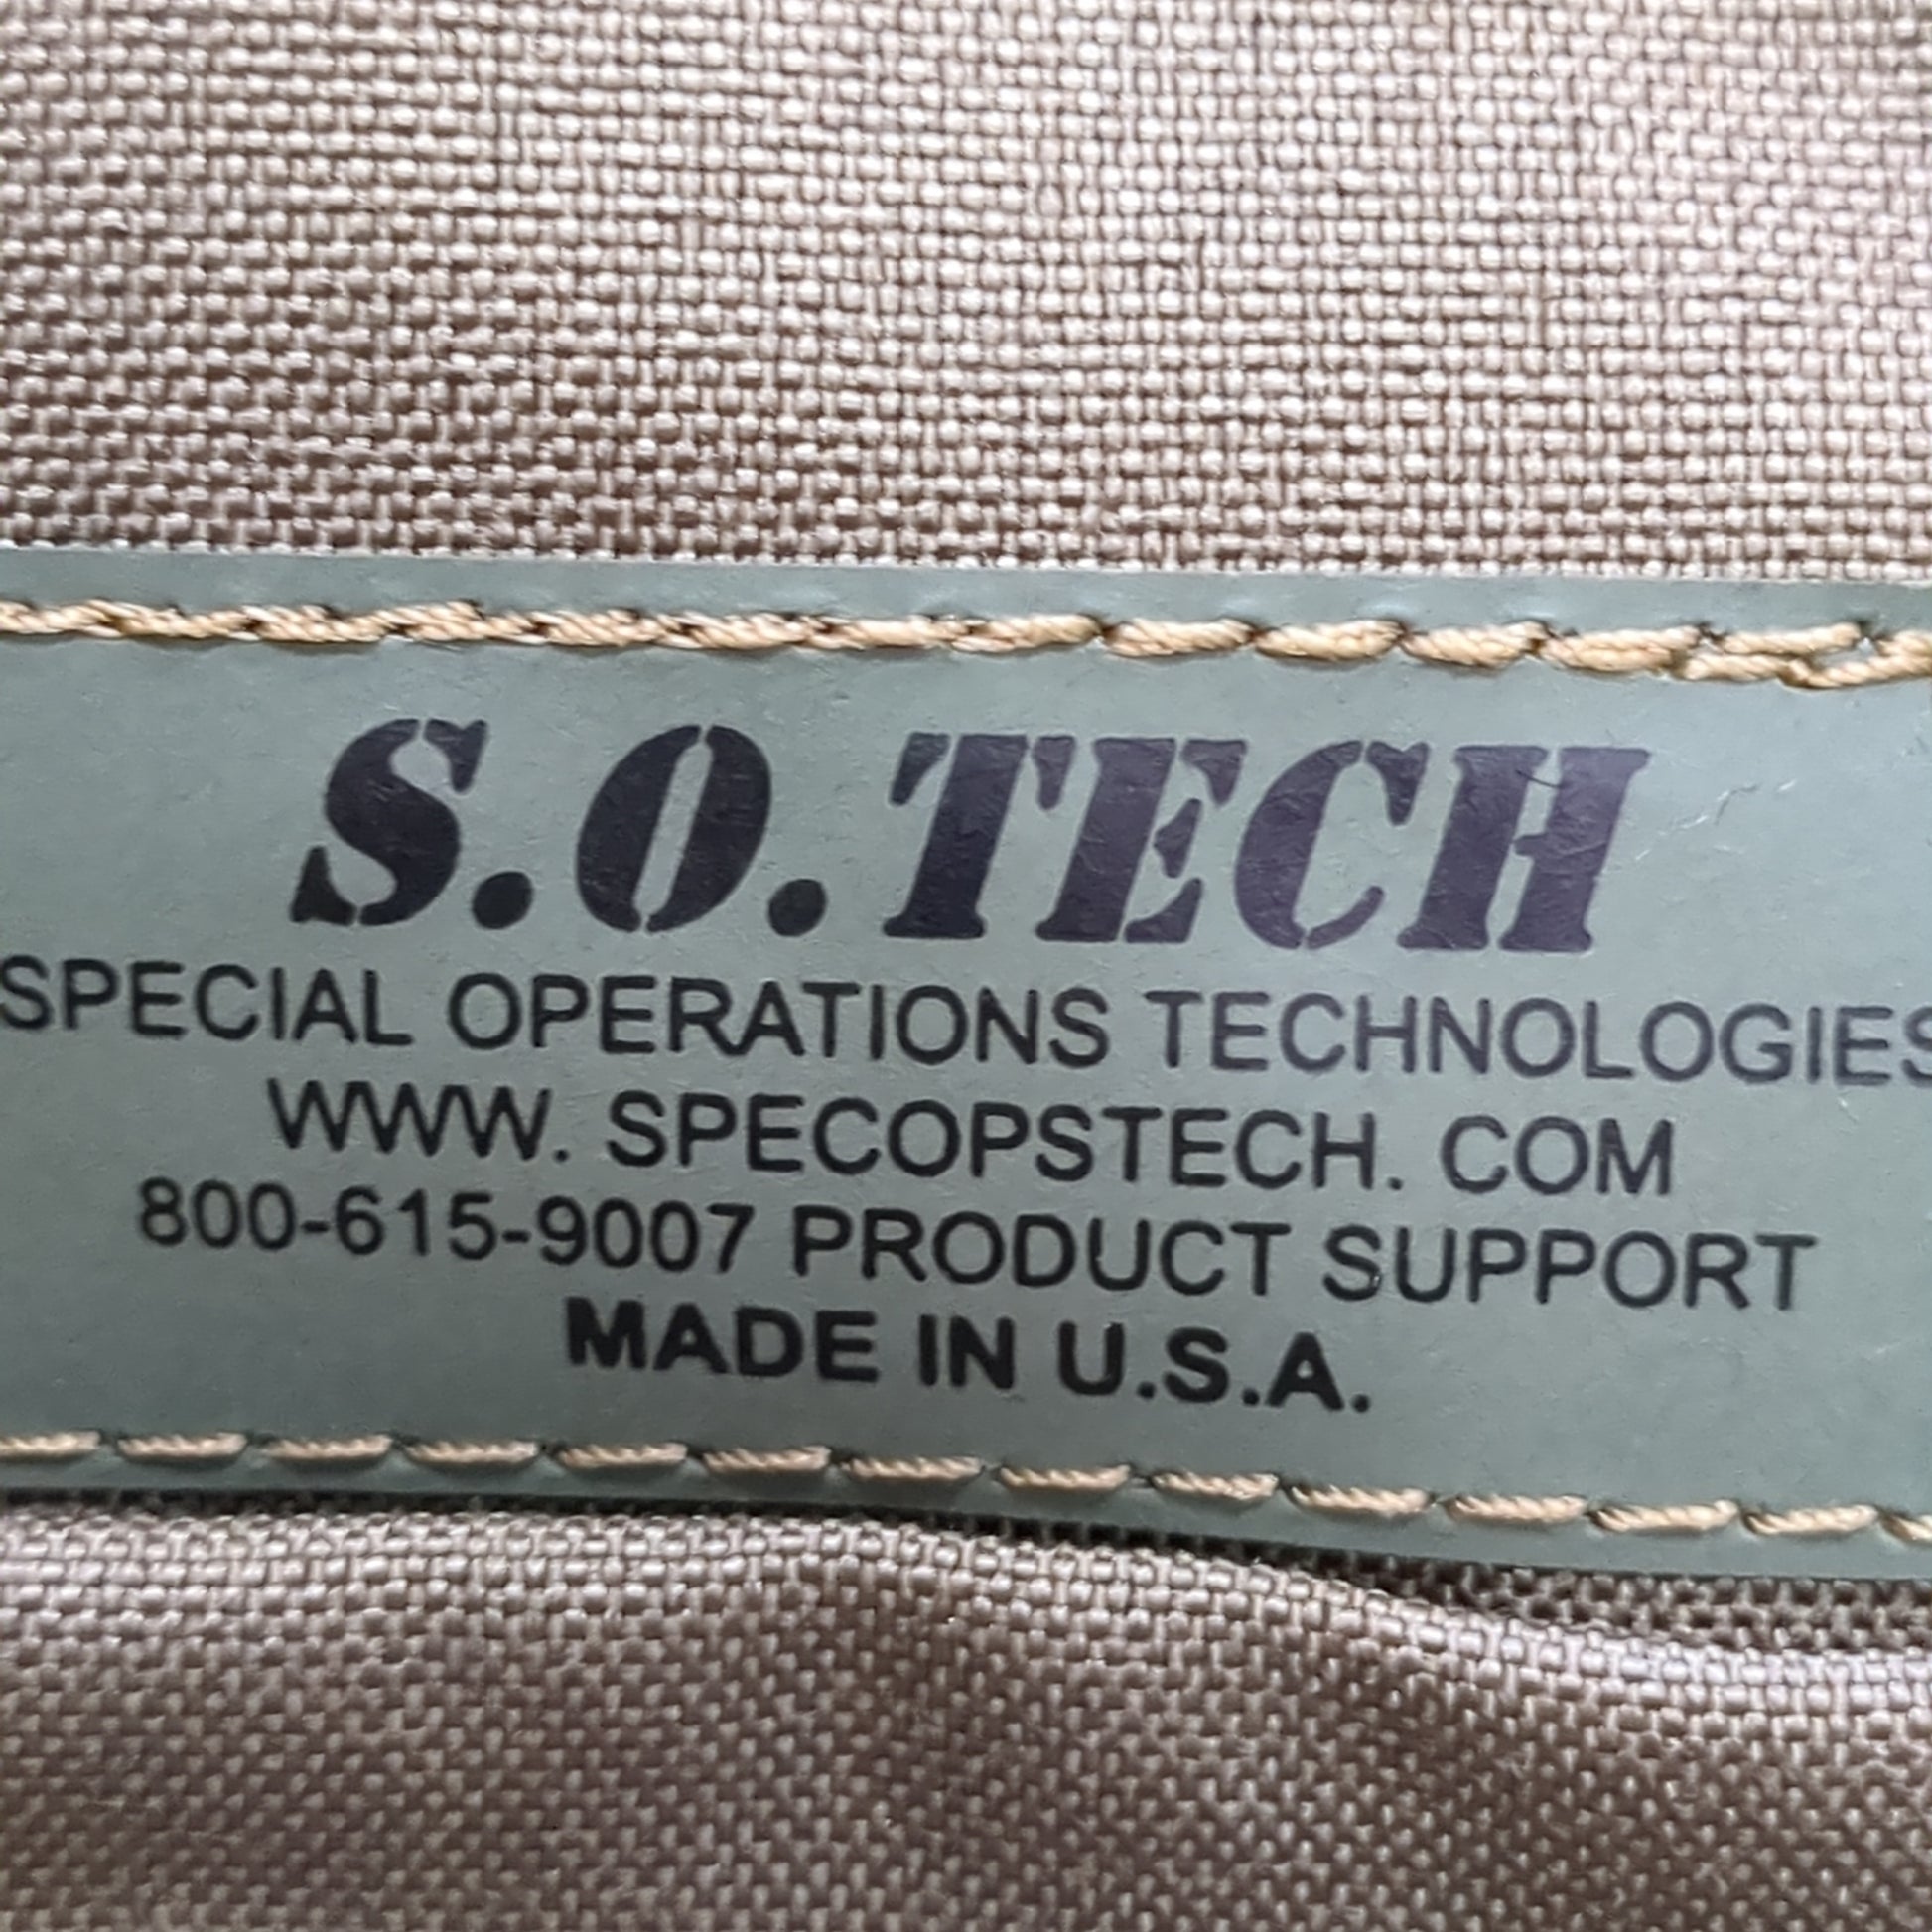 S.O.TECH
SPECIAL OPERATIONS TECHNOLOGIES
WWW. SPECOPSTECH. COM
800-615-9007 PRODUCT SUPPORT
MADE IN U.S.A.